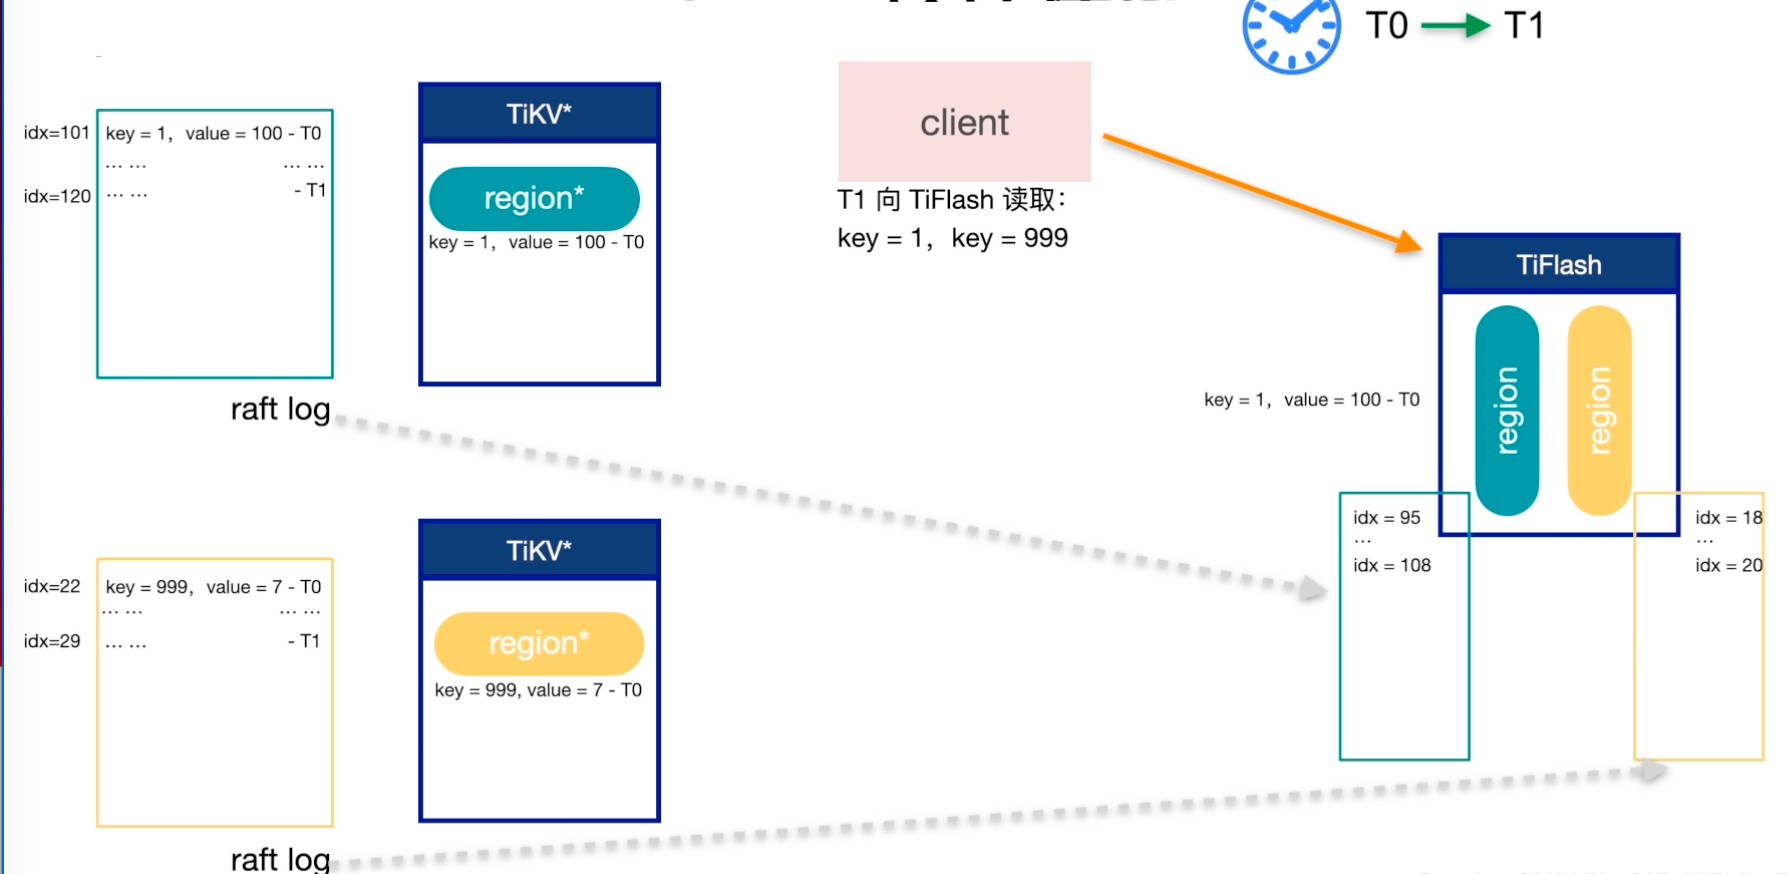 T0 T1
idx=101 key = 1, value = 100 - T0
... ... ... ...
idx=120 ... ... - T1
raft log
TiKV*
region*
key = 1, value = 100 - T0
client
T1 向 TiFlash 读取:
key = 1, key = 999
TiFlash
region region
key = 1, value = 100 - T0
idx = 95
...
idx = 108
idx = 18
...
idx = 20
idx=22 key = 999, value = 7 - T0
... ... ... ...
idx=29 ... ... - T1
raft log
TiKV*
region*
key = 999, value = 7 - T0